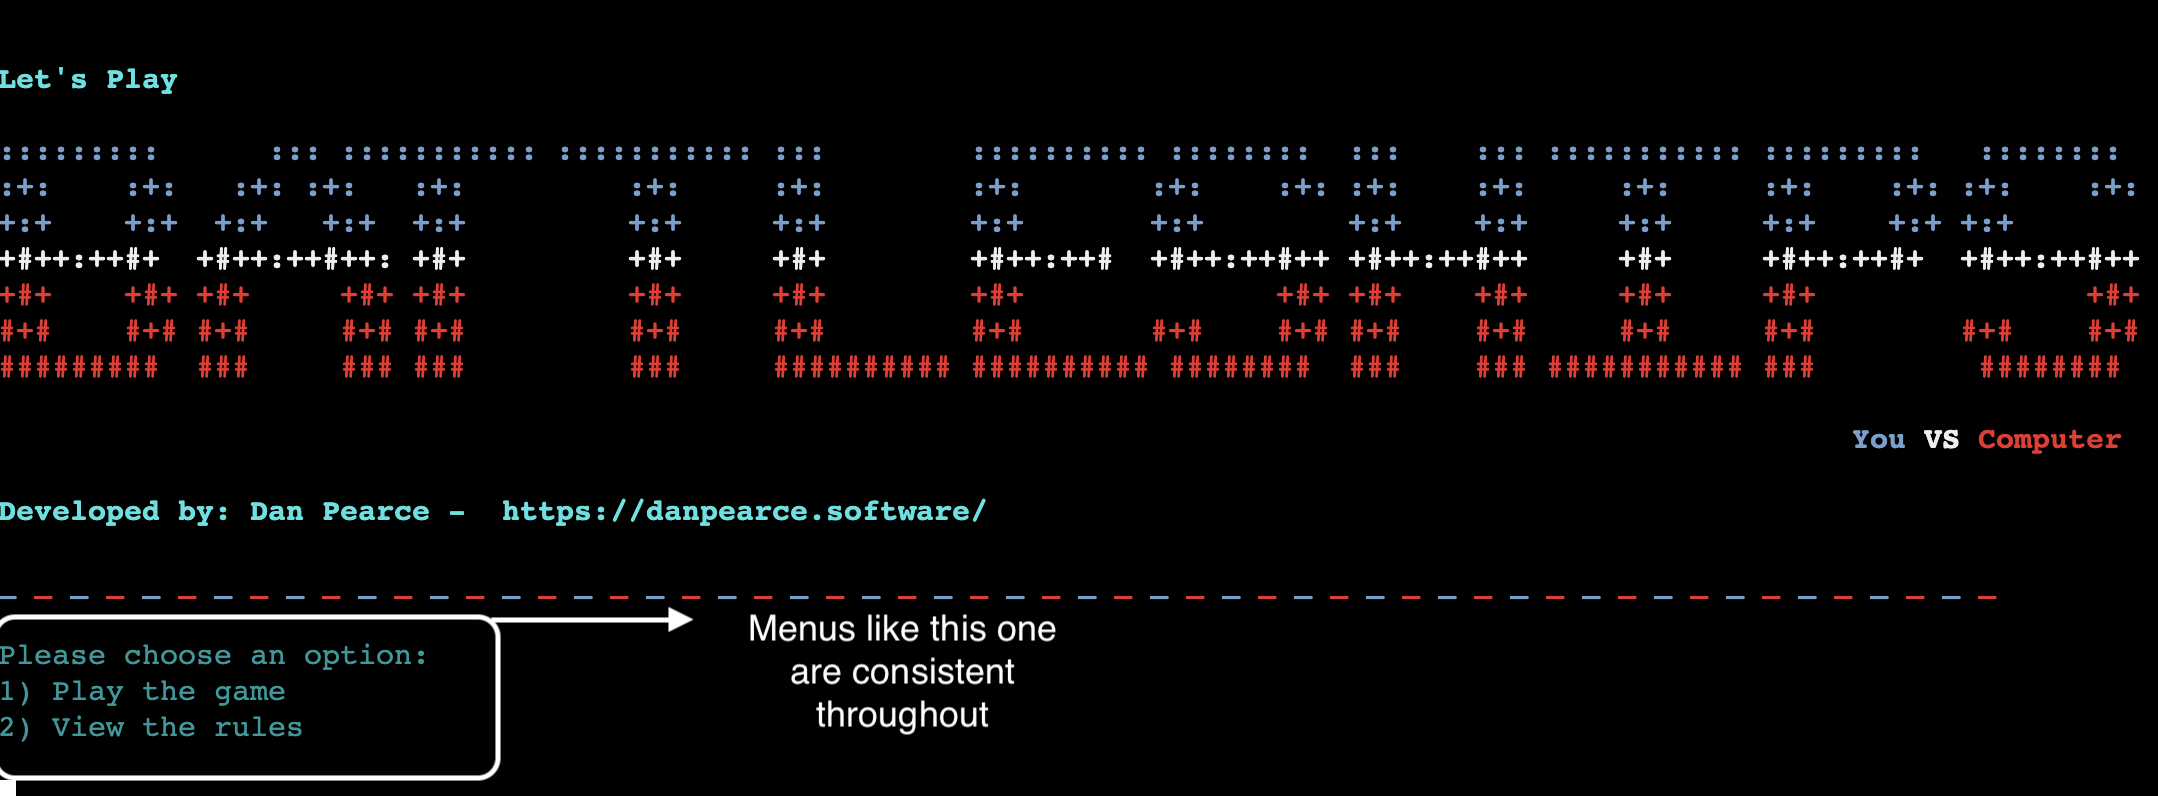 Let's Play
BATTLESHIPS
You VS Computer
Developed by: Dan Pearce - https://danpearce.software/
Please choose an option:
1) Play the game
2) View the rules
Menus like this one
are consistent
throughout